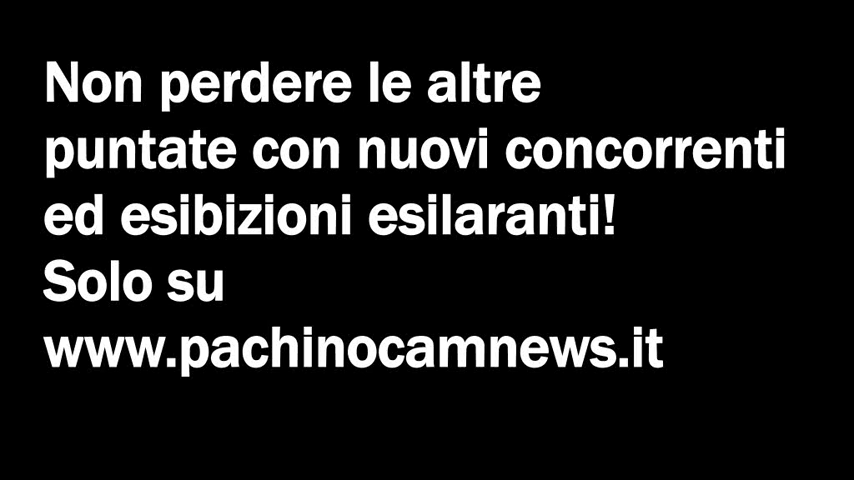 Non perdere le altre
puntate con nuovi concorrenti
ed esibizioni esilaranti!
Solo su
www.pachinocamnews.it